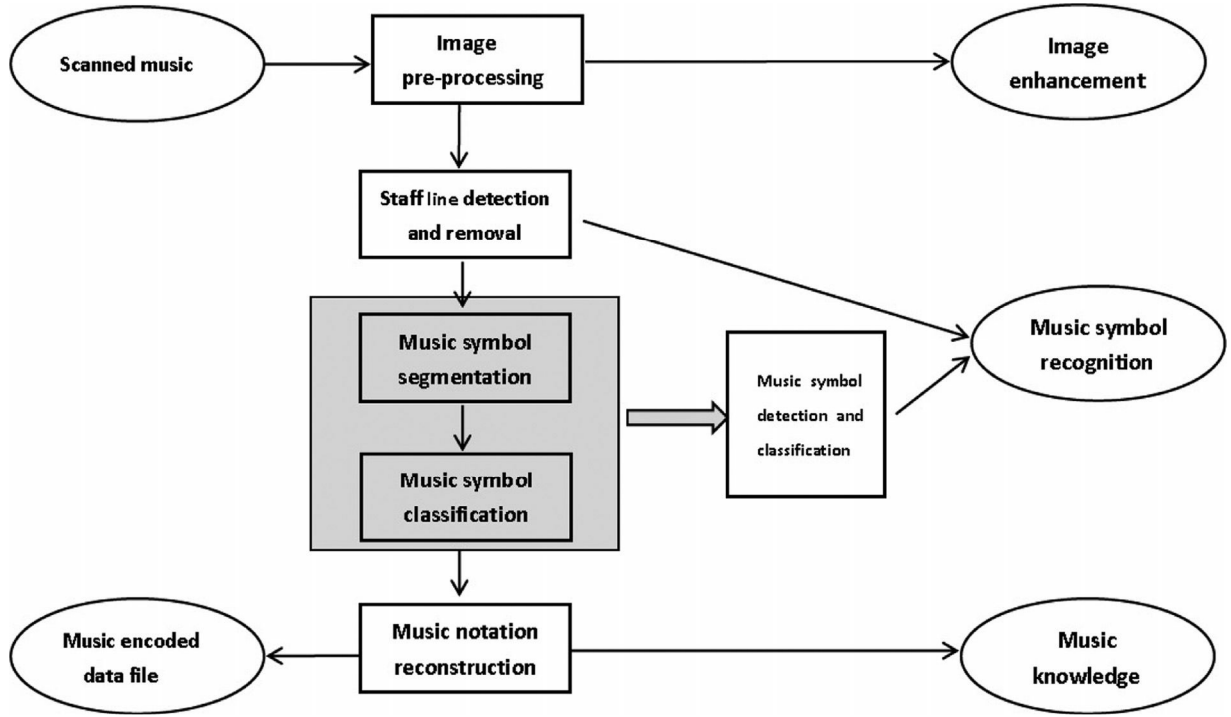 Scanned music
Image
pre-processing
Image
enhancement
Staff line detection
and removal
Music symbol
segmentation
Music symbol
classification
Music symbol
detection and
classification
Music symbol
recognition
Music encoded
data file
Music notation
reconstruction
Music
knowledge